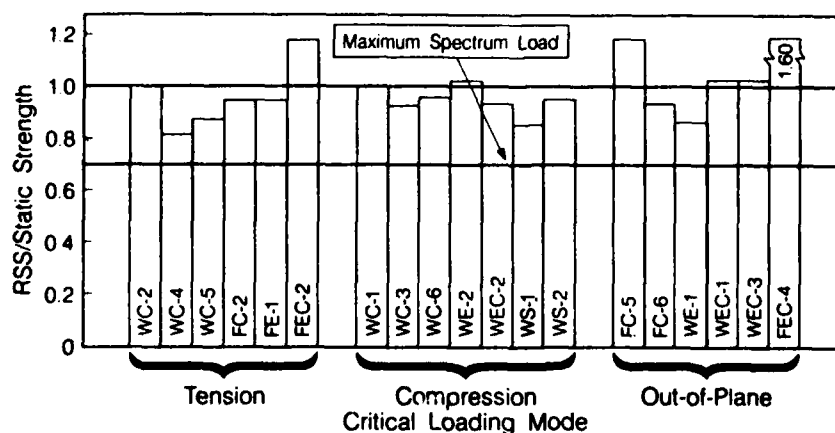 RSS/Static Strength
1.2
1.0
0.8
0.6
0 4
0.2
0
Maximum Spectrum Load
1.60
WC-2
WC-4
WC-5
FC-2
FE-1
FEC-2
WC-1
WC-3
WC-6
WE-2
WEC-2
WS-1
WS-2
FC-5
FC-6
WE-1
WEC-1
WEC-3
FEC-4
Tension
Compression
Out-of-Plane
Critical Loading Mode